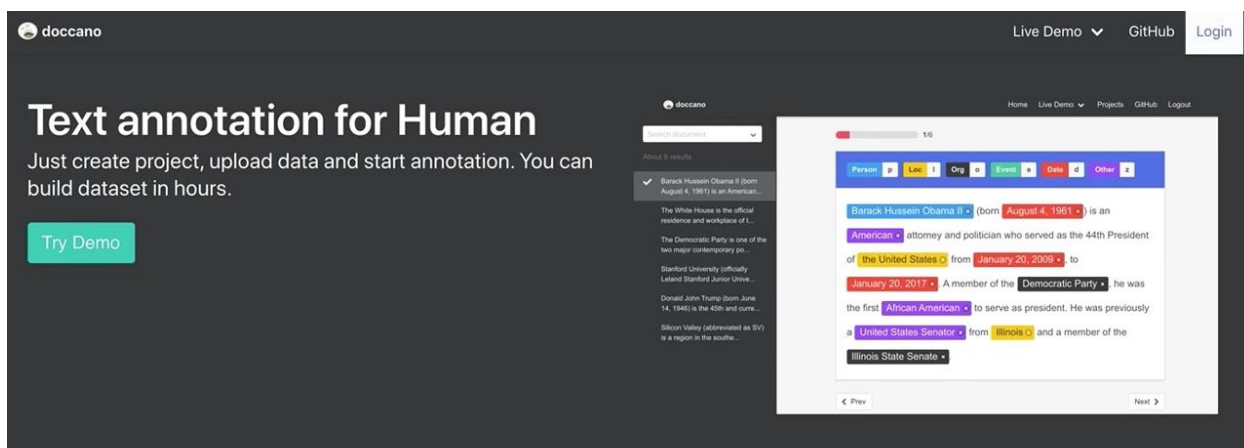 doccano
Live Demo
GitHub
Login
Text annotation for Human
Just create project, upload data and start annotation. You can
build dataset in hours.
Try Demo
doccano
Home Live Demo Projects GitHub Logout
Search document
About 6 results
Barack Hussein Obama II (born
August 4, 1961) is an American...
The White House is the official
residence and workplace of t...
The Democratic Party is one of the
two major contemporary po...
Stanford University (officially
Leland Stanford Junior Unive...
Donald John Trump (born June
14, 1946) is the 45th and curre...
Silicon Valley (abbreviated as SV)
is a region in the southe...
1/6
Person p Loc l Org o Event e Date d Other z
Barack Hussein Obama II (born August 4, 1961) is an
American attorney and politician who served as the 44th President
of the United States from January 20, 2009, to
January 20, 2017. A member of the Democratic Party, he was
the first African American to serve as president. He was previously
a United States Senator from Illinois and a member of the
Illinois State Senate
Prev
Next